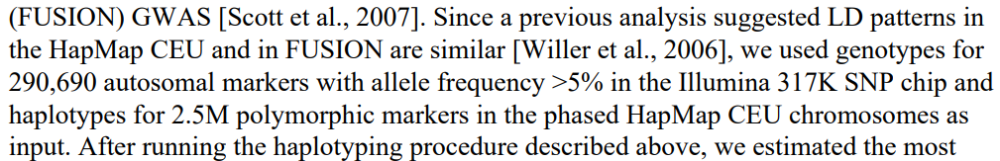 (FUSION) GWAS [Scott et al., 2007]. Since a previous analysis suggested LD patterns in
the HapMap CEU and in FUSION are similar [Willer et al., 2006], we used genotypes for
290,690 autosomal markers with allele frequency >5% in the Illumina 317K SNP chip and
haplotypes for 2.5M polymorphic markers in the phased HapMap CEU chromosomes as
input. After running the haplotyping procedure described above, we estimated the most